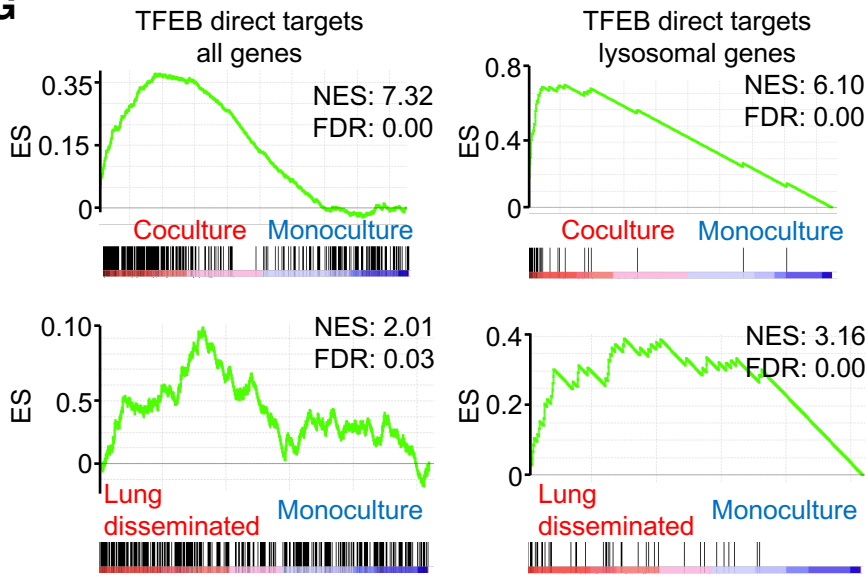 G
TFEB direct targets
all genes
ES
0.35
0.15
0
NES: 7.32
FDR: 0.00
Coculture Monoculture
TFEB direct targets
lysosomal genes
ES
0.8
0.4
0
NES: 6.10
FDR: 0.00
Coculture Monoculture
ES
0.10
0.5
0
NES: 2.01
FDR: 0.03
Lung
disseminated
Monoculture
ES
0.4
0.2
0
NES: 3.16
FDR: 0.00
Lung
disseminated
Monoculture